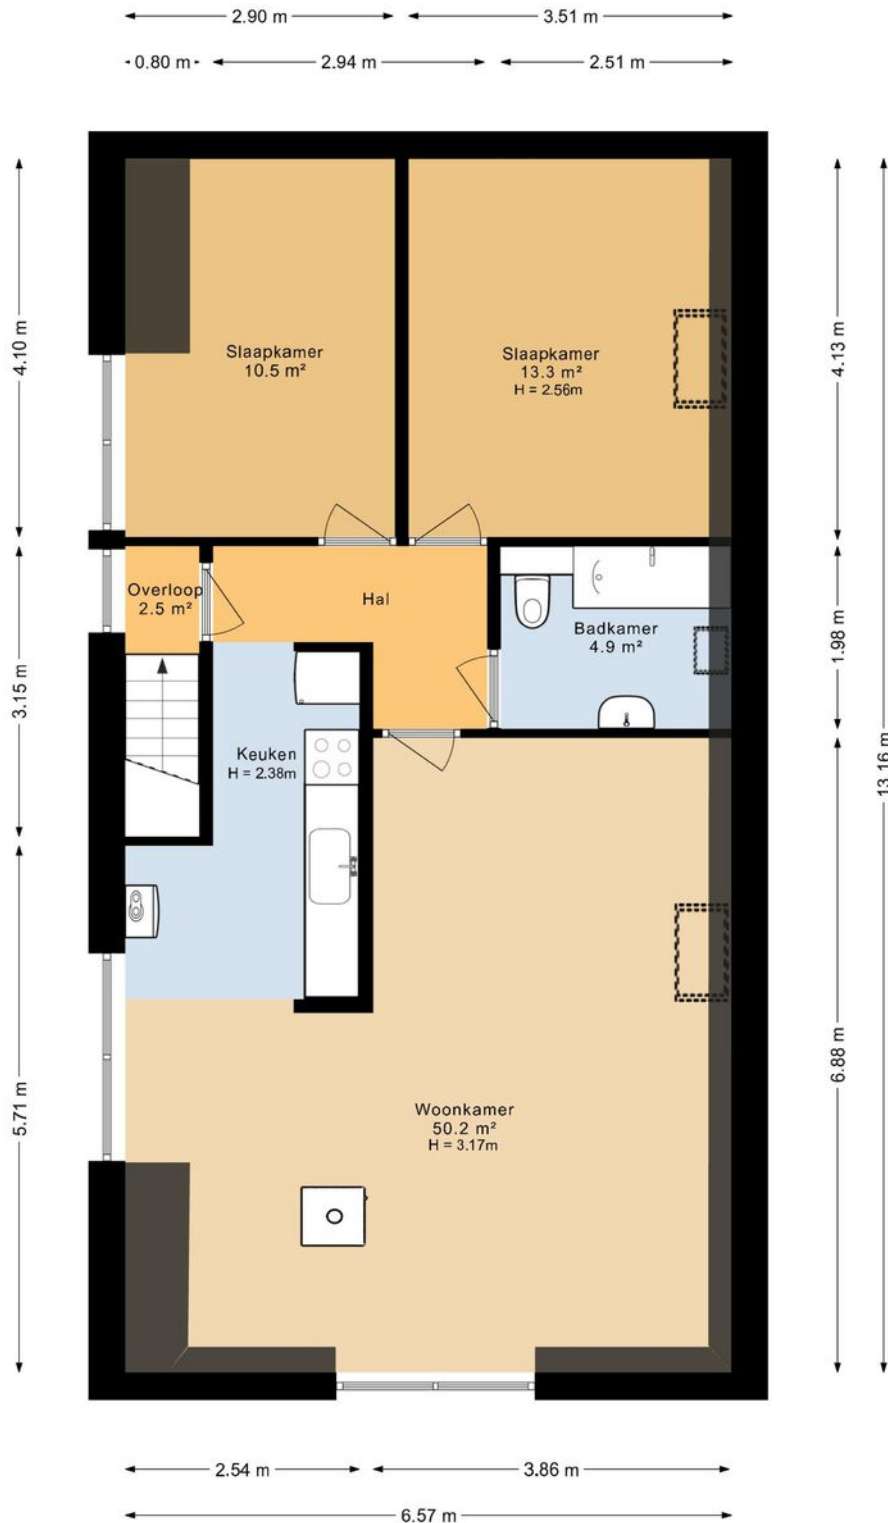 2.90 m
3.51 m
0.80 m
2.94 m
2.51 m
4.10 m
4.13 m
Slaapkamer
10.5 m²
Slaapkamer
13.3 m²
H = 2.56m
Overloop
2.5 m²
Hal
Badkamer
4.9 m²
1.98 m
3.15 m
Keuken
H = 2.38m
13.16 m
6.88 m
5.71 m
Woonkamer
50.2 m²
H = 3.17m
2.54 m
3.86 m
6.57 m